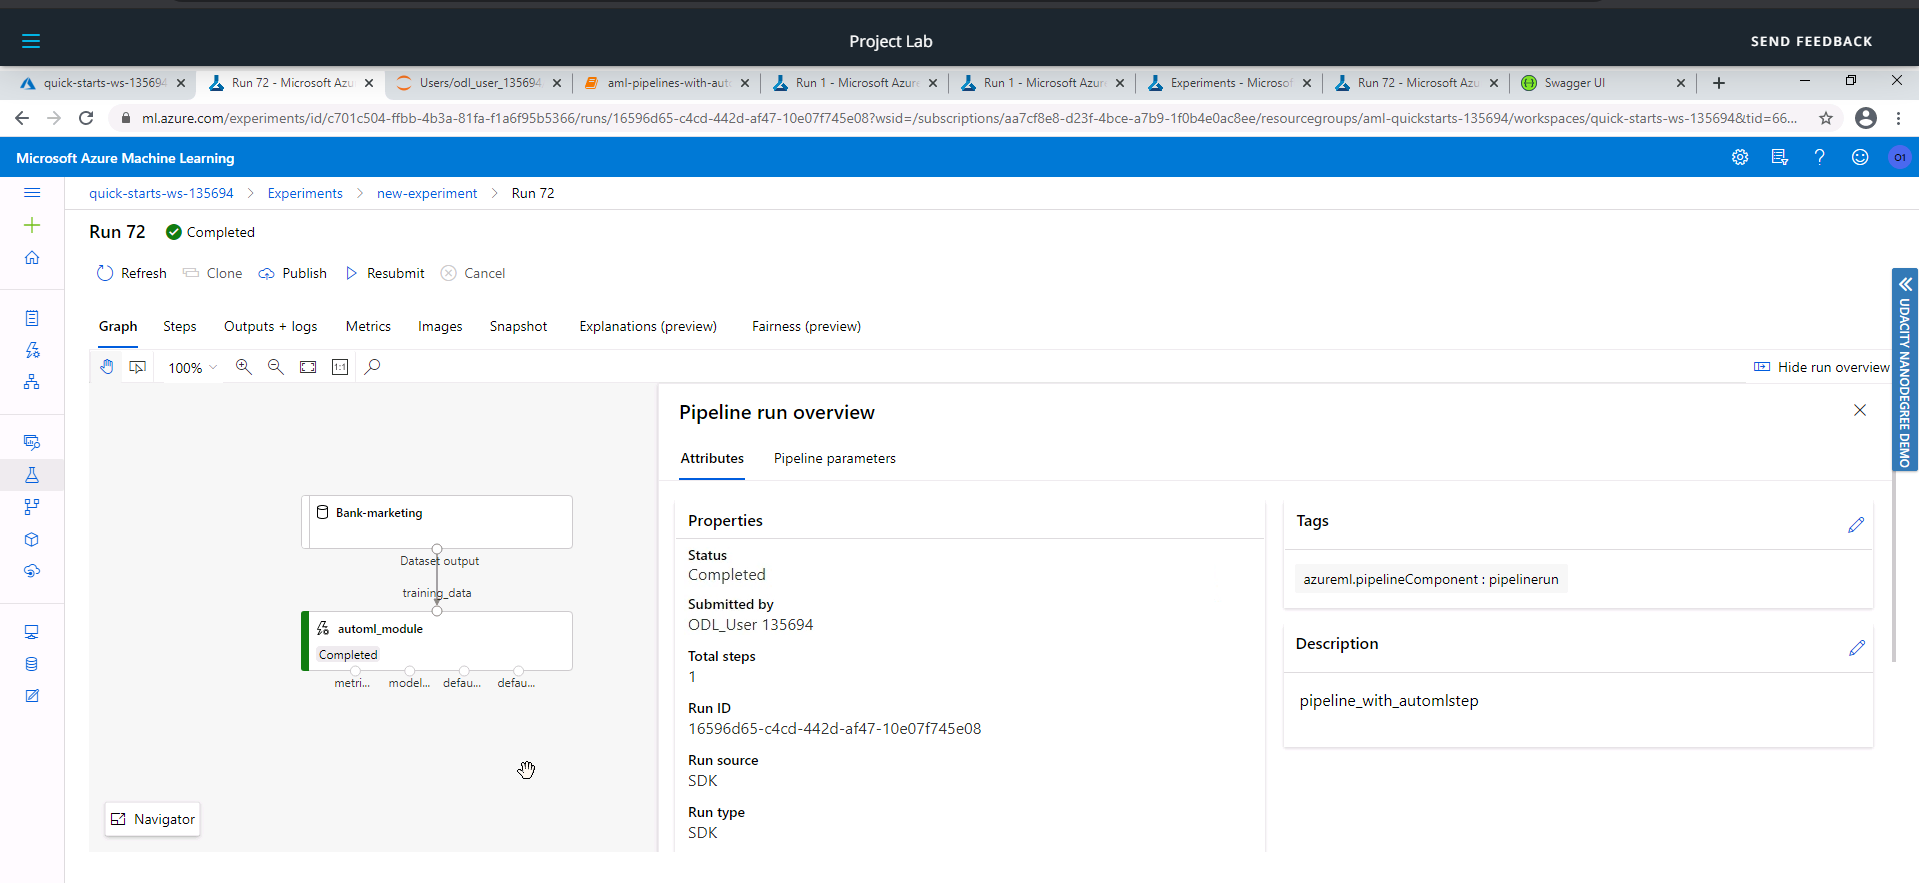 Project Lab
SEND FEEDBACK
quick-starts-ws-135694
Run 72 - Microsoft Azu
Users/odl_user_135694
aml-pipelines-with-aut
Run 1 - Microsoft Azure
Run 1 - Microsoft Azur
Experiments - Microsof
Run 72 - Microsoft Azu
Swagger UI
ml.azure.com/experiments/id/c701c504-ffbb-4b3a-81fa-f1a6f95b5366/runs/16596d65-c4cd-442d-af47-10e07f745e08?wsid=/subscriptions/aa7cf8e8-d23f-4bce-a7b9-1f0b4e0ac8ee/resourcegroups/aml-quickstarts-135694/workspaces/quick-starts-ws-135694&tid=66...
Microsoft Azure Machine Learning
O1
quick-starts-ws-135694 > Experiments > new-experiment > Run 72
Run 72 Completed
Refresh Clone Publish Resubmit Cancel
Graph Steps Outputs + logs Metrics Images Snapshot Explanations (preview) Fairness (preview)
100%
1:1
Hide run overview
UDACITY NANODEGREE DEMO
Bank-marketing
Dataset output
training_data
automl_module
Completed
metri... model... defau... defau...
Navigator
Pipeline run overview
Attributes Pipeline parameters
Properties
Status
Completed
Submitted by
ODL_User 135694
Total steps
1
Run ID
16596d65-c4cd-442d-af47-10e07f745e08
Run source
SDK
Run type
SDK
Tags
azureml.pipelineComponent : pipelinerun
Description
pipeline_with_automlstep